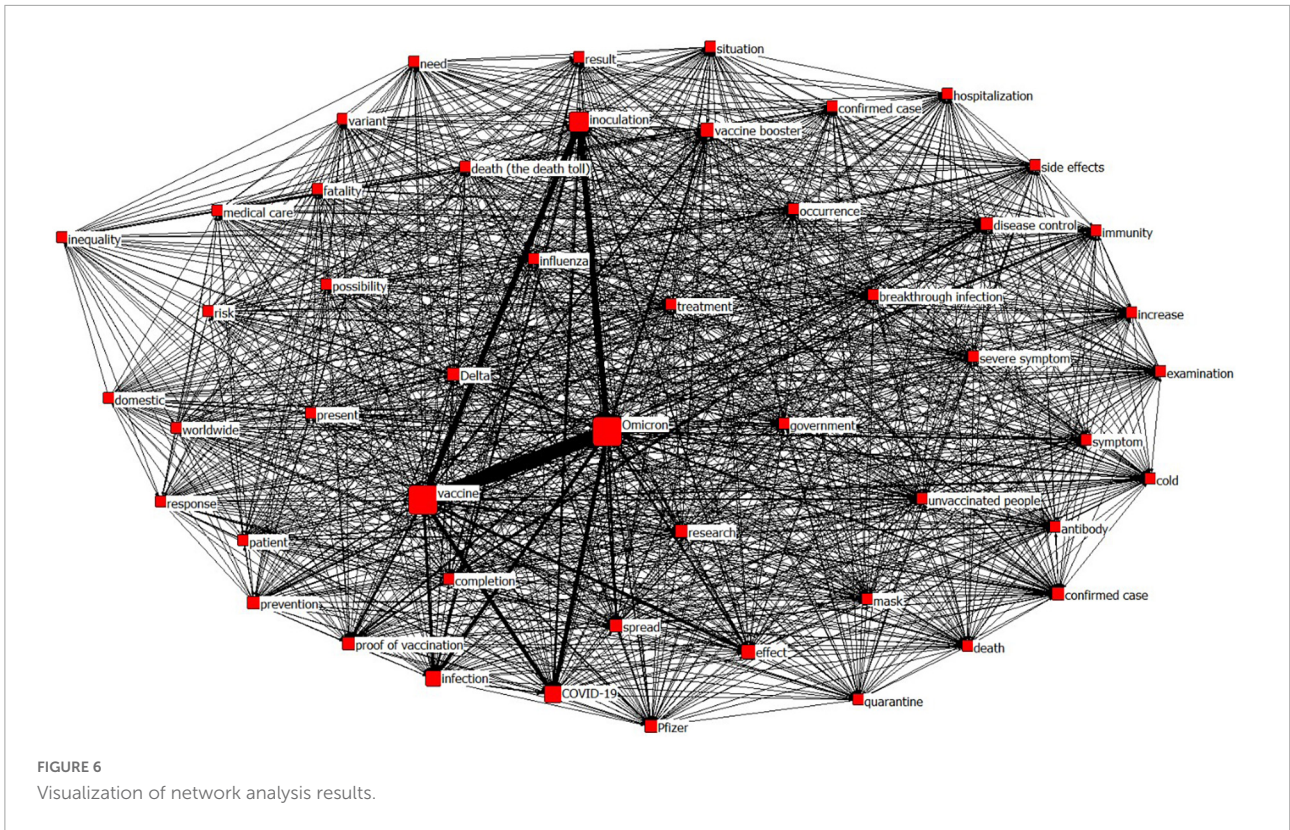 situation
result
need
hospitalization
confirmed case
variant
inoculation
vaccine booster
side effects
death (the death toll)
fatality
medical care
occurrence
disease control
immunity
inequality
influenza
possibility
breakthrough infection
treatment
risk
increase
severe symptom
examination
Delta
domestic
present
worldwide
Omicron
government
symptom
cold
vaccine
response
unvaccinated people
antibody
research
patient
completion
confirmed case
mask
prevention
spread
proof of vaccination
effect
death
infection
COVID-19
quarantine
Pfizer
FIGURE 6
Visualization of network analysis results.